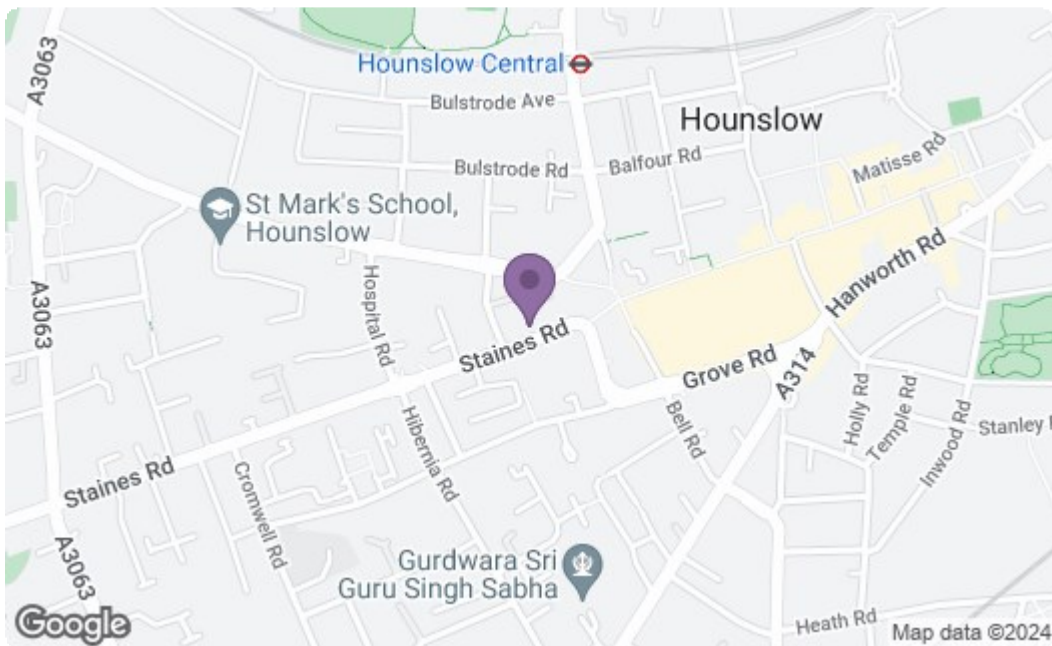 A3063
Hounslow Central
Bulstrode Ave
Hounslow
Matisse Rd
Bulstrode Rd
Balfour Rd
St Mark's School,
Hounslow
Hanworth Rd
Hospital Rd
A3063
Staines Rd
Grove Rd
A314
Holly Rd
Temple Rd
Inwood Rd
Stanley
Bell Rd
Hibernia Rd
Staines Rd
Cromwell Rd
A3063
Gurdwara Sri
Guru Singh Sabha
Heath Rd
Google
Map data ©2024